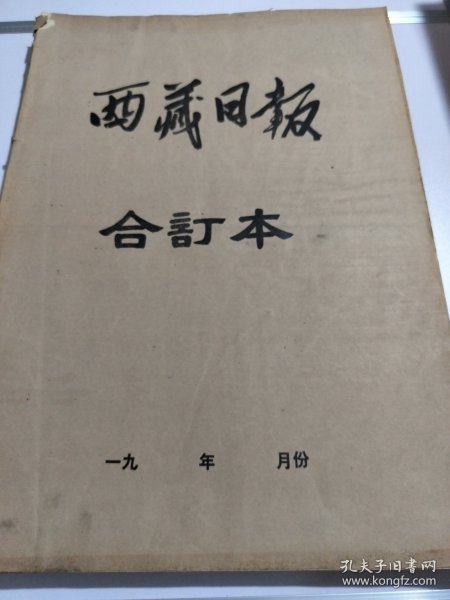 西藏日报
合訂本
一九 年 月份
孔夫子旧书网
www.kongfz.com